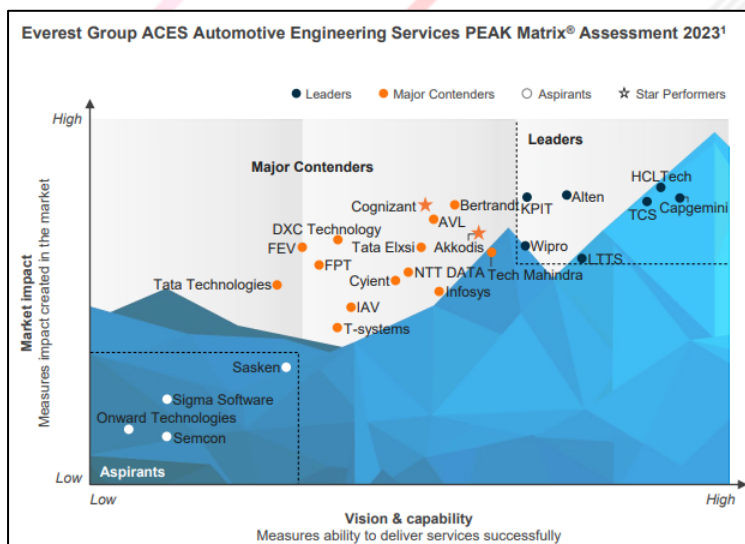 Everest Group ACES Automotive Engineering Services PEAK Matrix® Assessment 2023¹
Leaders
Major Contenders
Aspirants
Star Performers
High
Leaders
Major Contenders
HCLTech
Bertrandt
KPIT
Alten
Cognizant
TCS
Capgemini
AVL
DXC Technology
FEV
Tata Elxsi
Akkodis
Wipro
FPT
NTT DATA
Tech Mahindra
LTTS
Tata Technologies
Cyient
Infosys
IAV
T-systems
Sasken
Sigma Software
Onward Technologies
Semcon
Aspirants
Market impact
Measures impact created in the market
Low
Low
High
Vision & capability
Measures ability to deliver services successfully